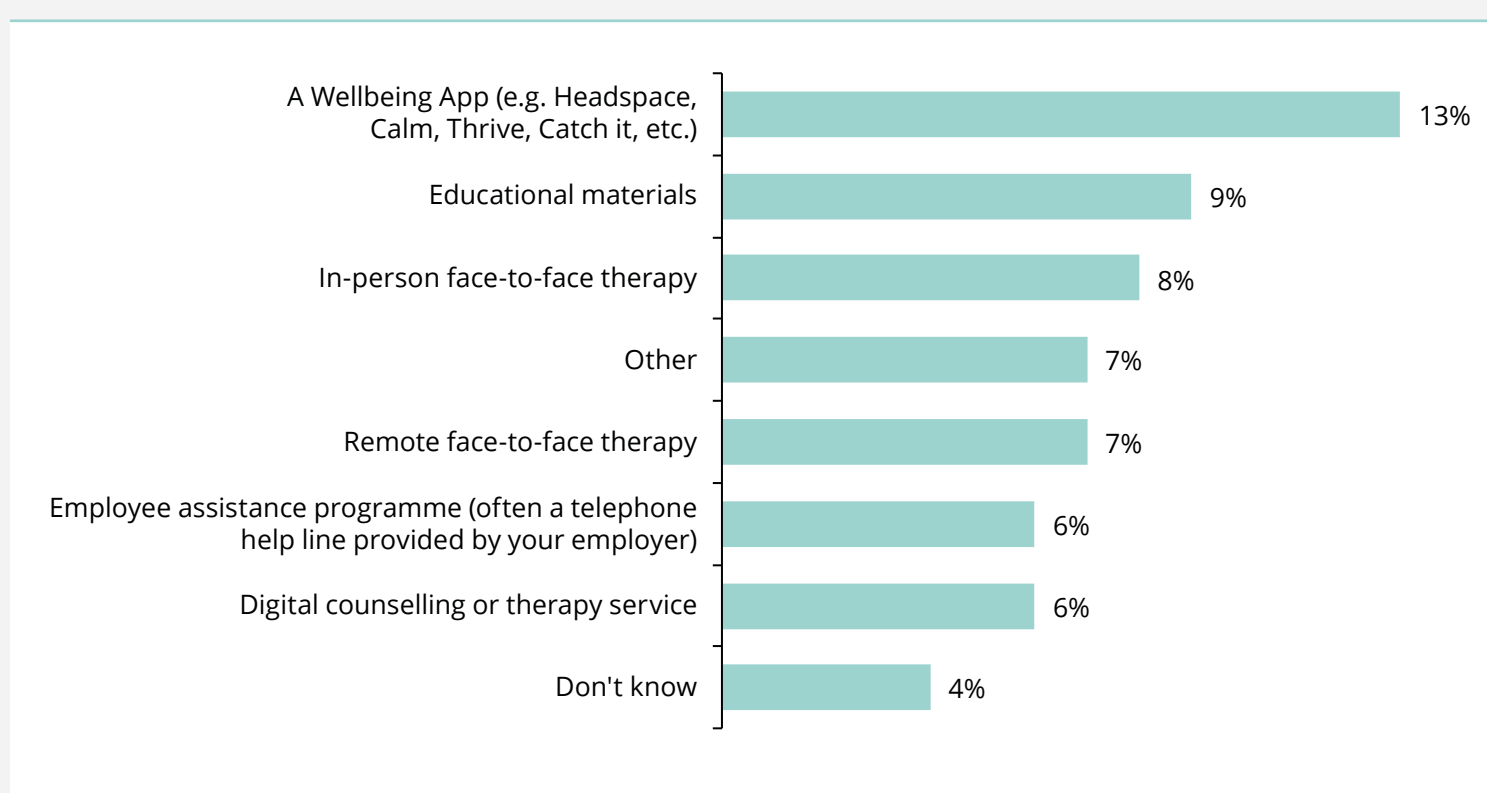 A Wellbeing App (e.g. Headspace,
Calm, Thrive, Catch it, etc.)
13%
Educational materials
9%
In-person face-to-face therapy
8%
Other
7%
Remote face-to-face therapy
7%
Employee assistance programme (often a telephone
help line provided by your employer)
6%
Digital counselling or therapy service
6%
Don't know
4%